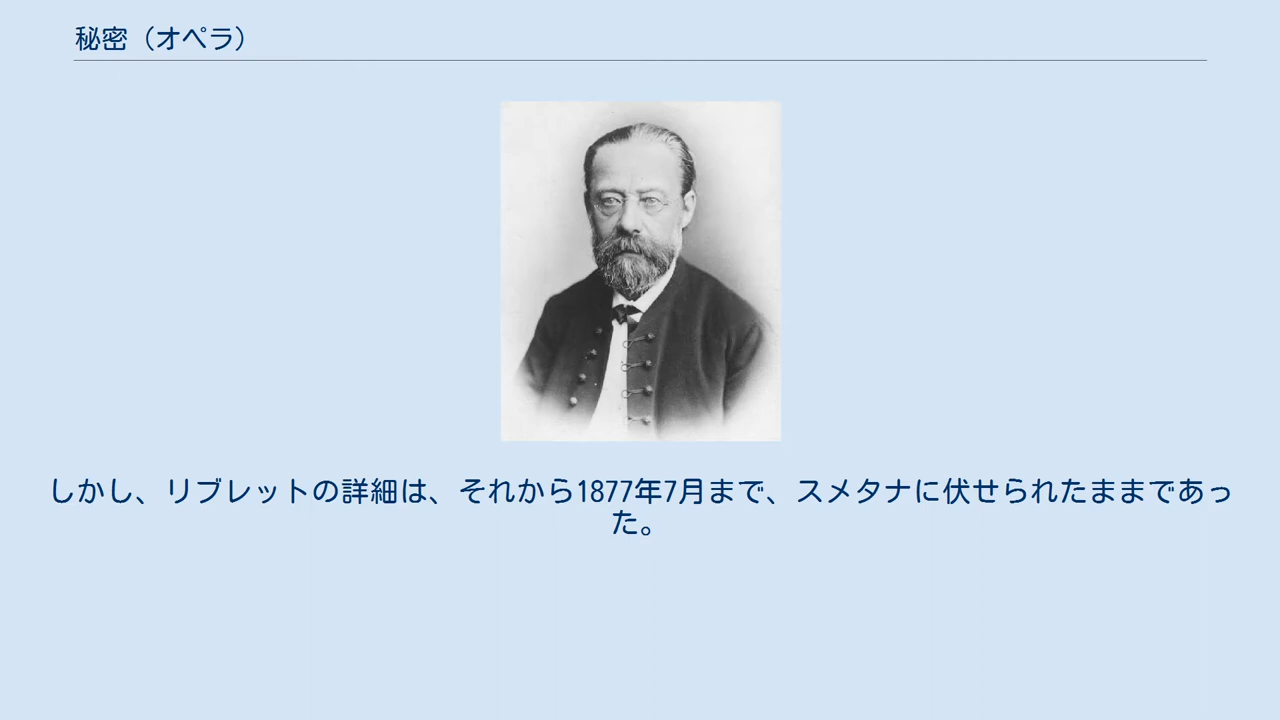 秘密（オペラ）
しかし、リブレットの詳細は、それから1877年7月まで、スメタナに伏せられたままであっ
た。